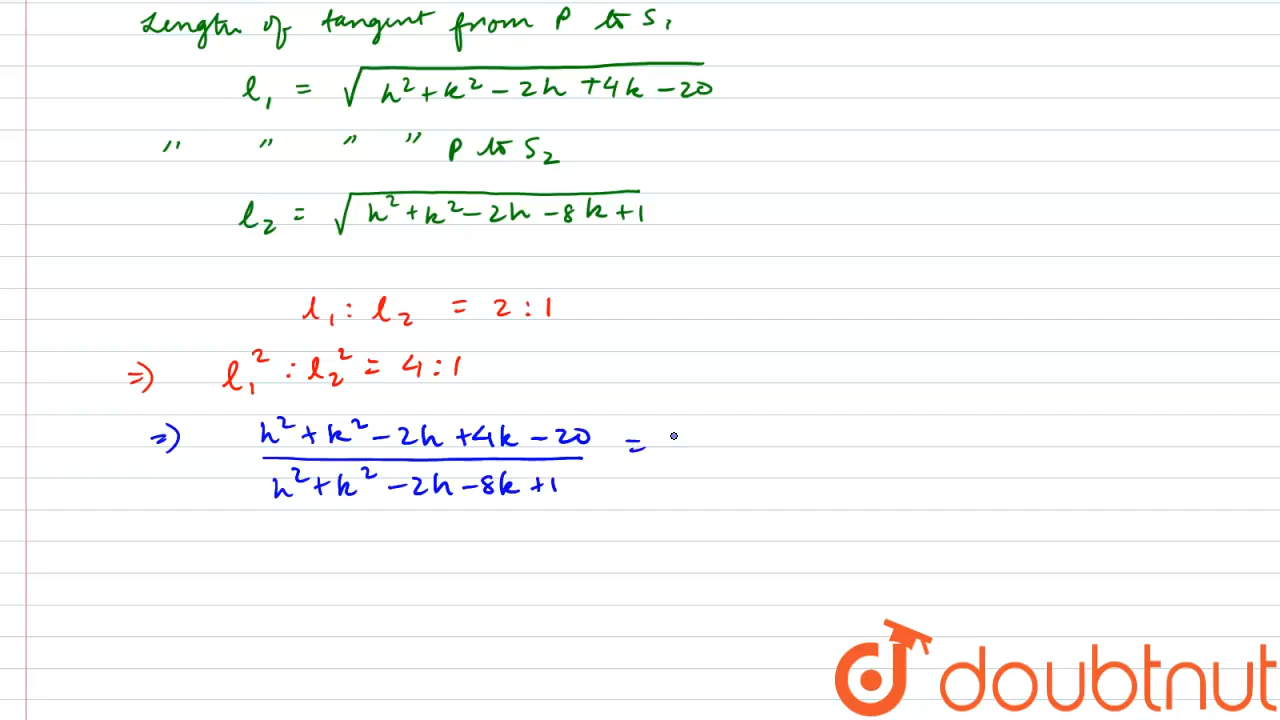 Length of tangent from P to S₁
l₁ = √(h² + k² − 2h + 4k − 20)
" " " " P to S₂
l₂ = √(h² + k² − 2h − 8k + 1)
l₁ : l₂ = 2 : 1
⇒ l₁² : l₂² = 4 : 1
⇒ (h² + k² − 2h + 4k − 20)/(h² + k² − 2h − 8k + 1) =
doubtnut